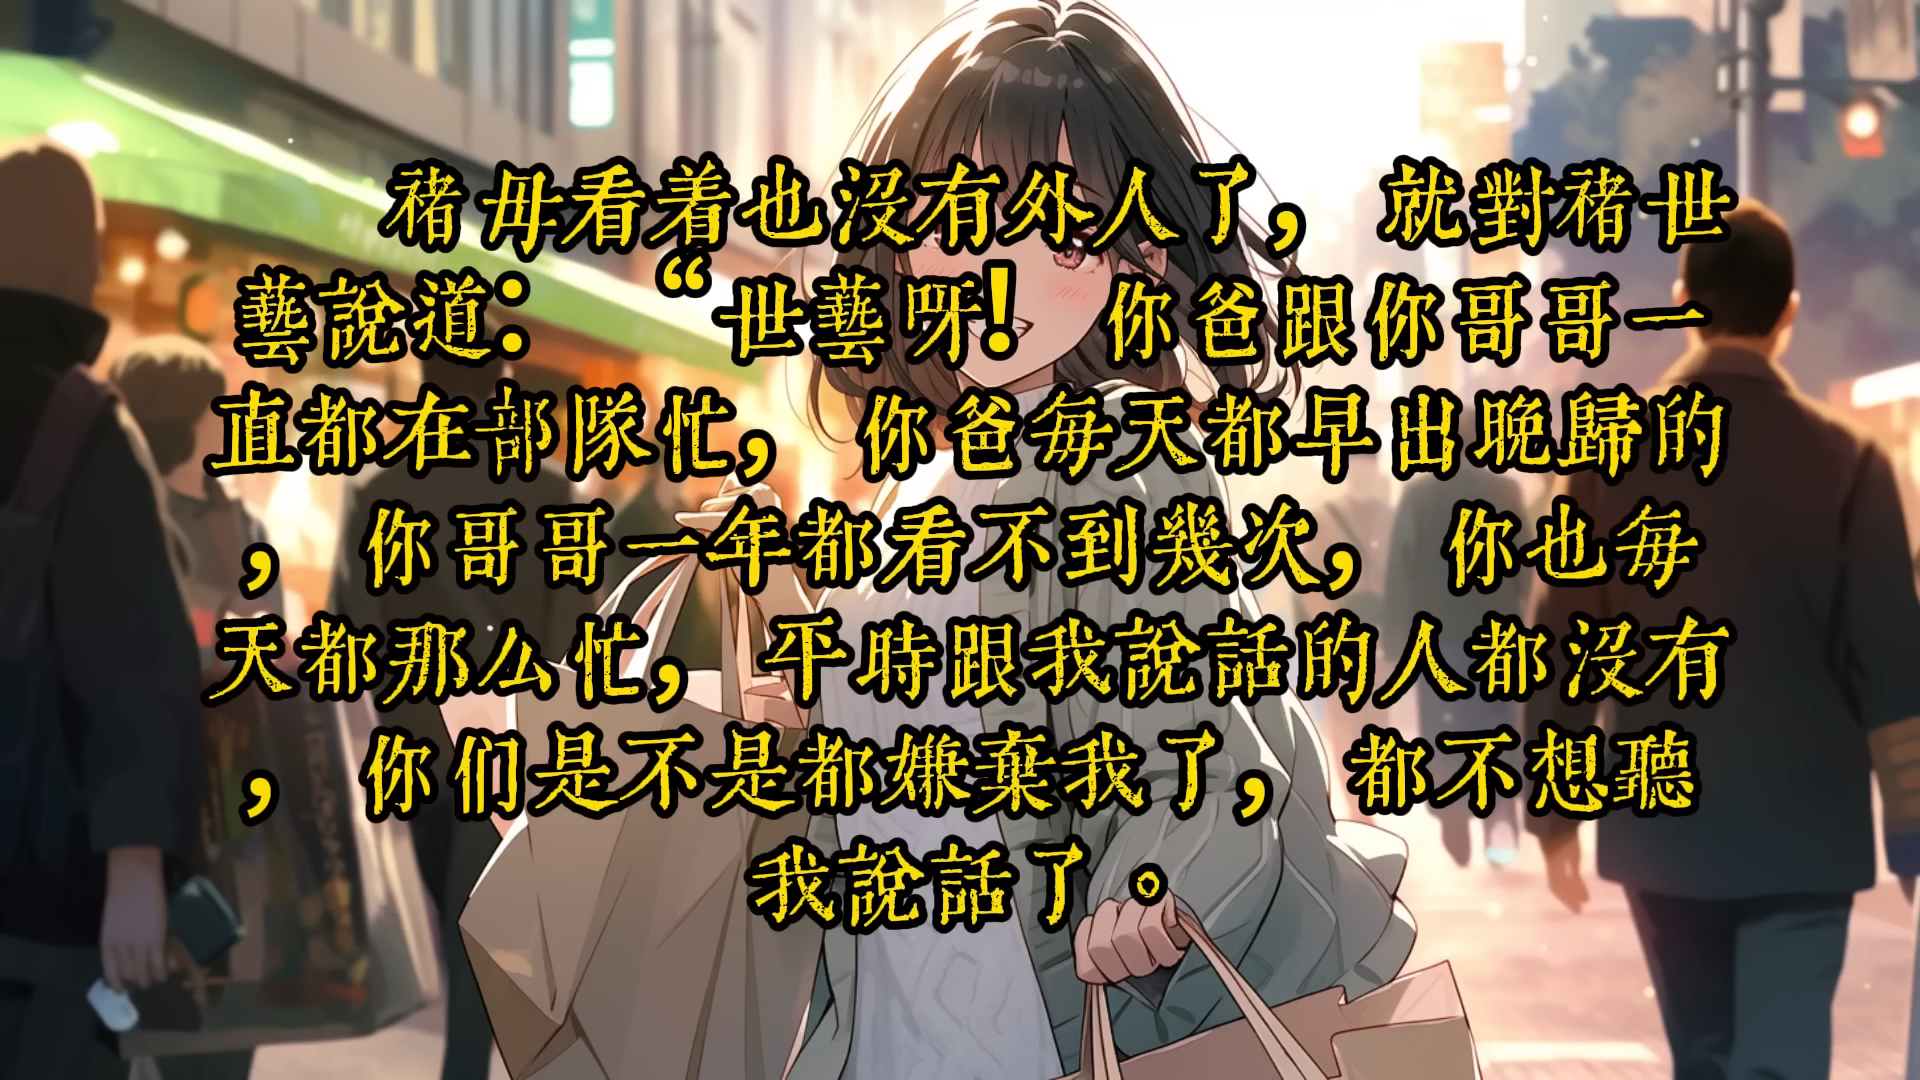 褚毋看着也沒有外人了，就對褚世
藝說道：“世藝呀！你爸跟你哥哥一
直都在部隊忙，你爸每天都早出晚歸的
，你哥哥一年都看不到幾次，你也每
天都那么忙，平時跟我說話的人都沒有
，你们是不是都嫌棄我了，都不想聽
我說話了。